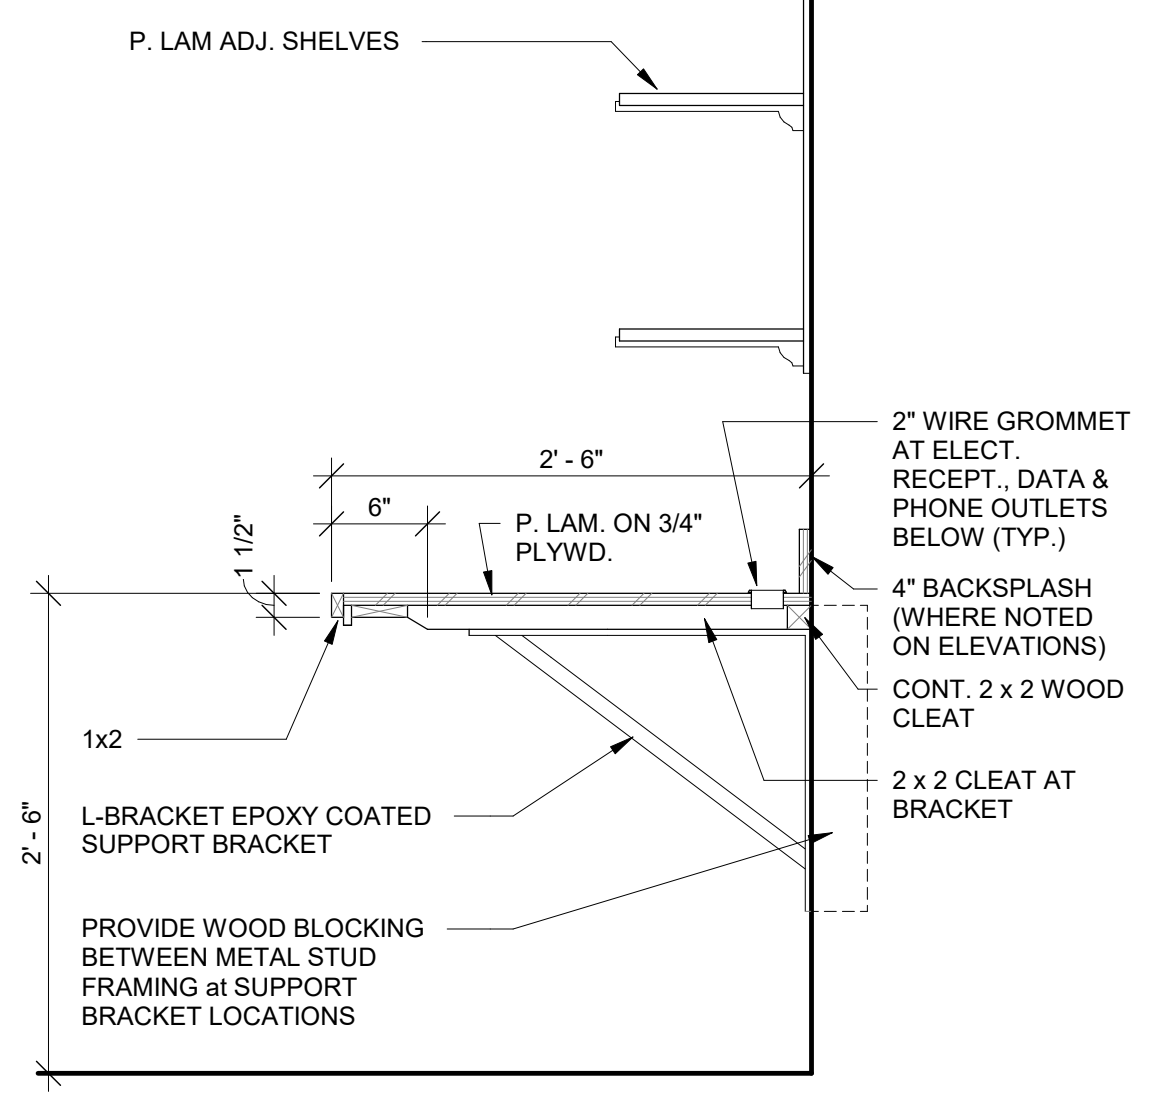 P. LAM ADJ. SHELVES
2" WIRE GROMMET
AT ELECT.
RECEPT., DATA &
PHONE OUTLETS
BELOW (TYP.)
2' - 6"
6"
P. LAM. ON 3/4"
PLYWD.
1 1/2"
4" BACKSPLASH
(WHERE NOTED
ON ELEVATIONS)
CONT. 2 x 2 WOOD
CLEAT
1x2
2 x 2 CLEAT AT
BRACKET
2' - 6"
L-BRACKET EPOXY COATED
SUPPORT BRACKET
PROVIDE WOOD BLOCKING
BETWEEN METAL STUD
FRAMING at SUPPORT
BRACKET LOCATIONS